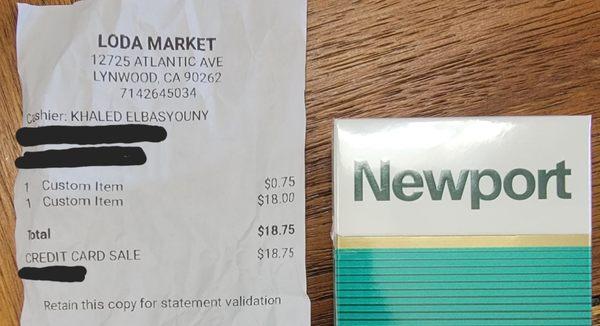 LODA MARKET
12725 ATLANTIC AVE
LYNWOOD, CA 90262
7142645034
Cashier: KHALED ELBASYOUNY
1 Custom Item $0.75
1 Custom Item $18.00
Total $18.75
CREDIT CARD SALE $18.75
Retain this copy for statement validation
Newport